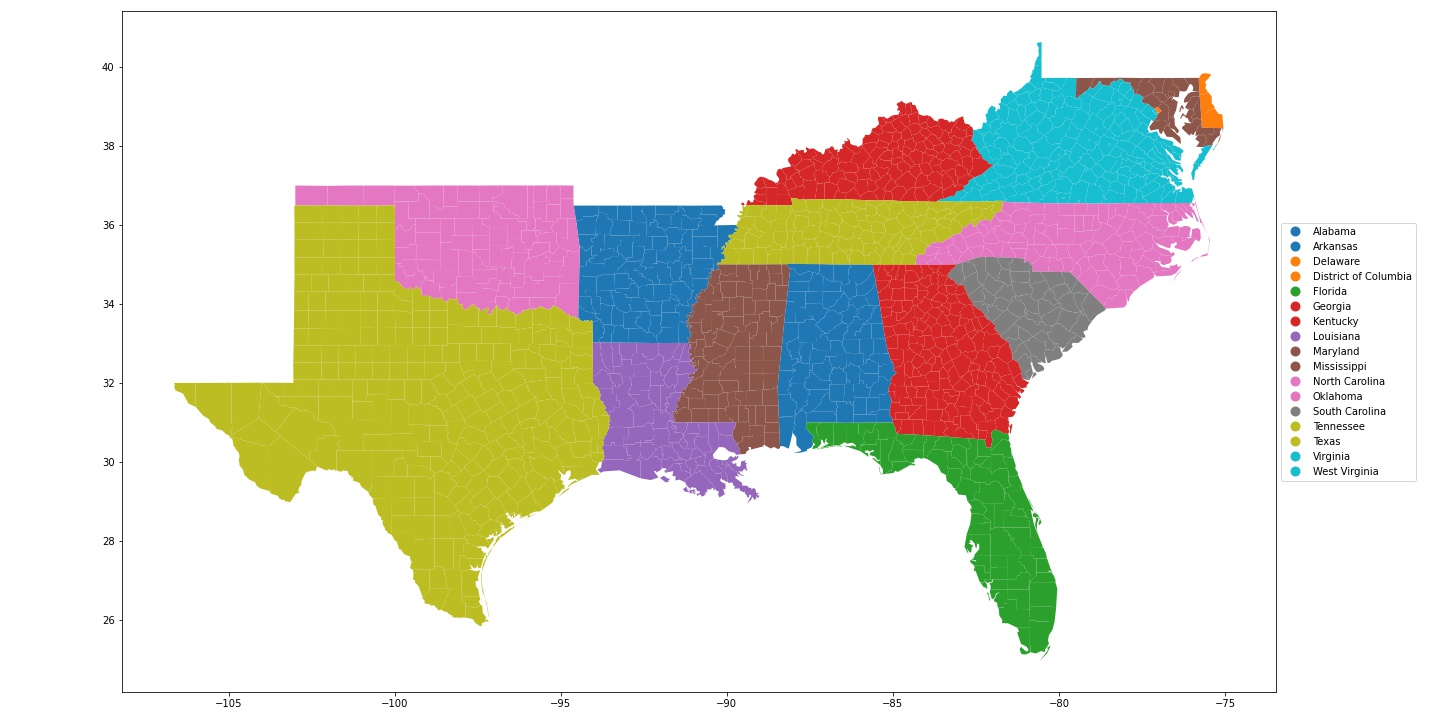 40
38
36
34
32
30
28
26
−105
−100
−95
−90
−85
−80
−75
Alabama
Arkansas
Delaware
District of Columbia
Florida
Georgia
Kentucky
Louisiana
Maryland
Mississippi
North Carolina
Oklahoma
South Carolina
Tennessee
Texas
Virginia
West Virginia